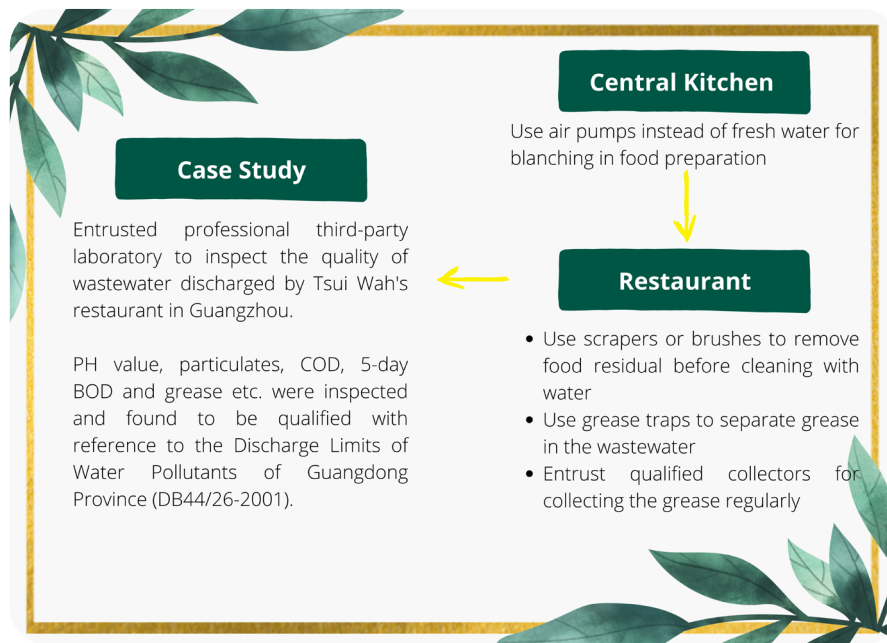 Central Kitchen
Use air pumps instead of fresh water for
blanching in food preparation
Restaurant
• Use scrapers or brushes to remove
food residual before cleaning with
water
• Use grease traps to separate grease
in the wastewater
• Entrust qualified collectors for
collecting the grease regularly
Case Study
Entrusted professional third-party
laboratory to inspect the quality of
wastewater discharged by Tsui Wah's
restaurant in Guangzhou.
PH value, particulates, COD, 5-day
BOD and grease etc. were inspected
and found to be qualified with
reference to the Discharge Limits of
Water Pollutants of Guangdong
Province (DB44/26-2001).